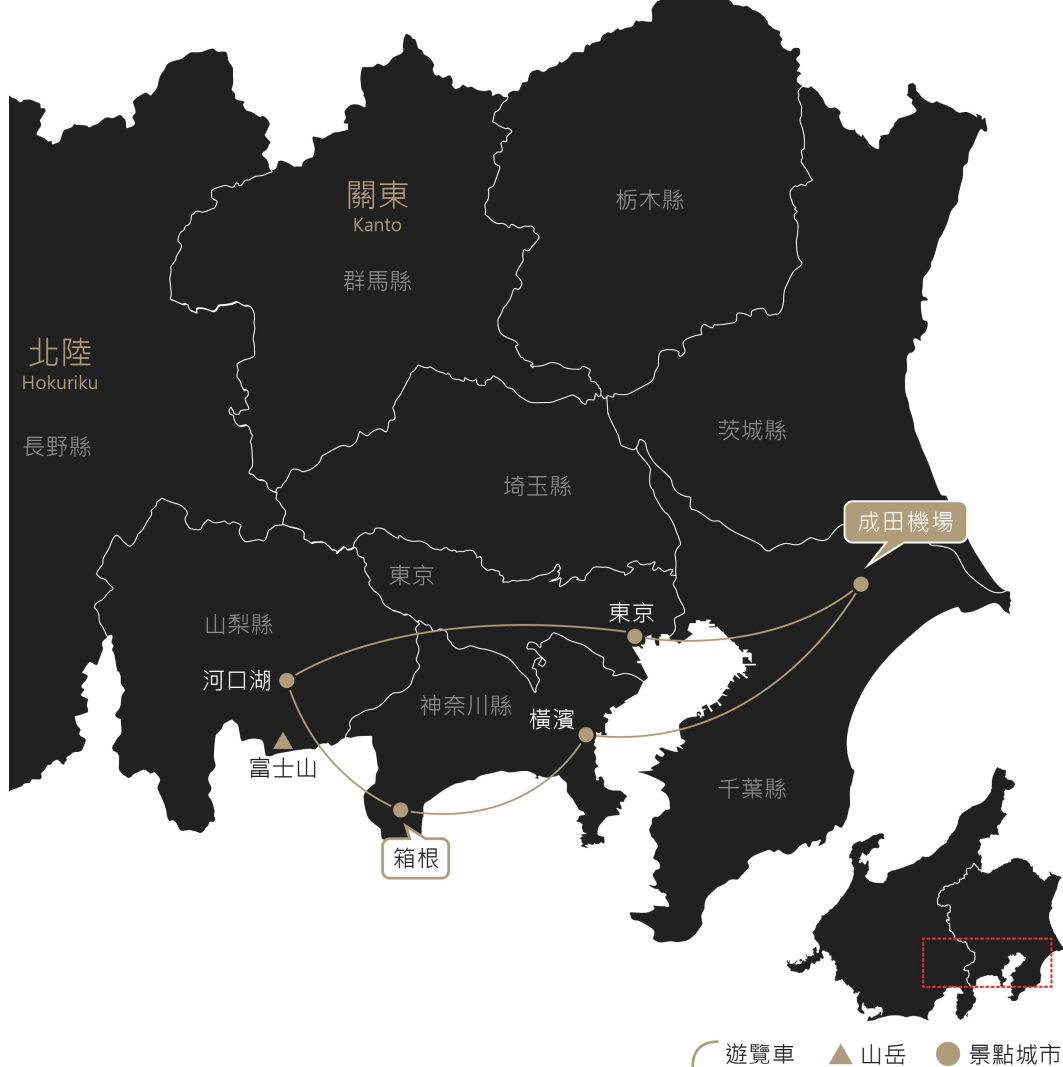 關東
Kanto
栃木縣
群馬縣
北陸
Hokuriku
長野縣
茨城縣
埼玉縣
成田機場
東京
東京
山梨縣
河口湖
神奈川縣
橫濱
富士山
千葉縣
箱根
遊覽車
山岳
景點城市